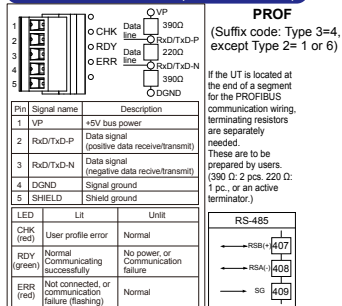 PROF
(Suffix code: Type 3=4,
except Type 2= 1 or 6)
1
2
3
4
5
CHK
RDY
ERR
VP
390Ω
Data
line
RxD/TxD-P
220Ω
Data
line
RxD/TxD-N
390Ω
DGND
If the UT is located at
the end of a segment
for the PROFIBUS
communication wiring,
terminating resistors
are separately
needed.
These are to be
prepared by users.
(390 Ω: 2 pcs. 220 Ω:
1 pc., or an active
terminator.)
Pin Signal name Description
1 VP +5V bus power
2 RxD/TxD-P Data signal
(positive data receive/transmit)
3 RxD/TxD-N Data signal
(negative data recive/transmit)
4 DGND Signal ground
5 SHIELD Shield ground
LED Lit Unlit
CHK
(red)
User profile error
Normal
RDY
(green)
Normal
Communicating
successfully
No power, or
Communication
failure
ERR
(red)
Not connected, or
communication
failure (flashing)
Normal
RS-485
RSB(+) 407
RSA(-) 408
SG 409